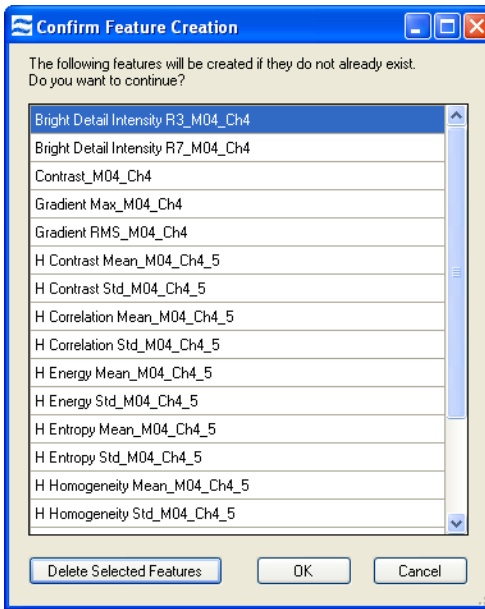 Confirm Feature Creation
The following features will be created if they do not already exist.
Do you want to continue?
Bright Detail Intensity R3_M04_Ch4
Bright Detail Intensity R7_M04_Ch4
Contrast_M04_Ch4
Gradient Max_M04_Ch4
Gradient RMS_M04_Ch4
H Contrast Mean_M04_Ch4_5
H Contrast Std_M04_Ch4_5
H Correlation Mean_M04_Ch4_5
H Correlation Std_M04_Ch4_5
H Energy Mean_M04_Ch4_5
H Energy Std_M04_Ch4_5
H Entropy Mean_M04_Ch4_5
H Entropy Std_M04_Ch4_5
H Homogeneity Mean_M04_Ch4_5
H Homogeneity Std_M04_Ch4_5
Delete Selected Features OK Cancel